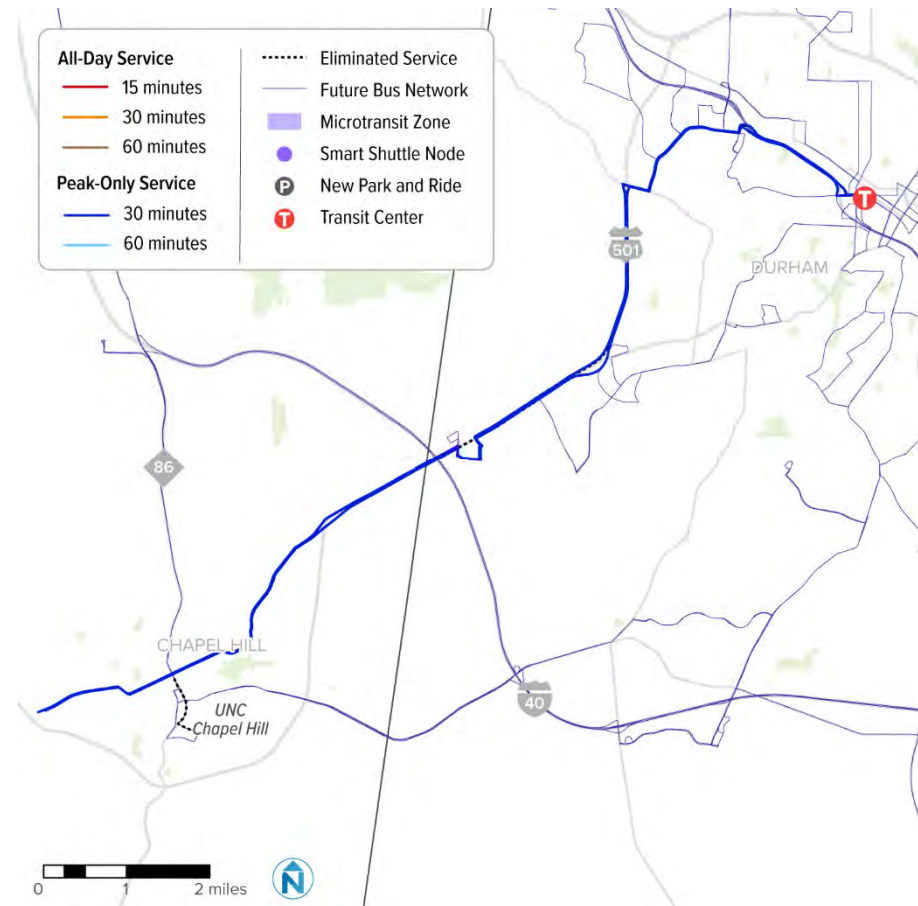 All-Day Service
15 minutes
30 minutes
60 minutes
Peak-Only Service
30 minutes
60 minutes
Eliminated Service
Future Bus Network
Microtransit Zone
Smart Shuttle Node
P New Park and Ride
T Transit Center
T
501
DURHAM
86
CHAPEL HILL
UNC
Chapel Hill
40
0 1 2 miles
N